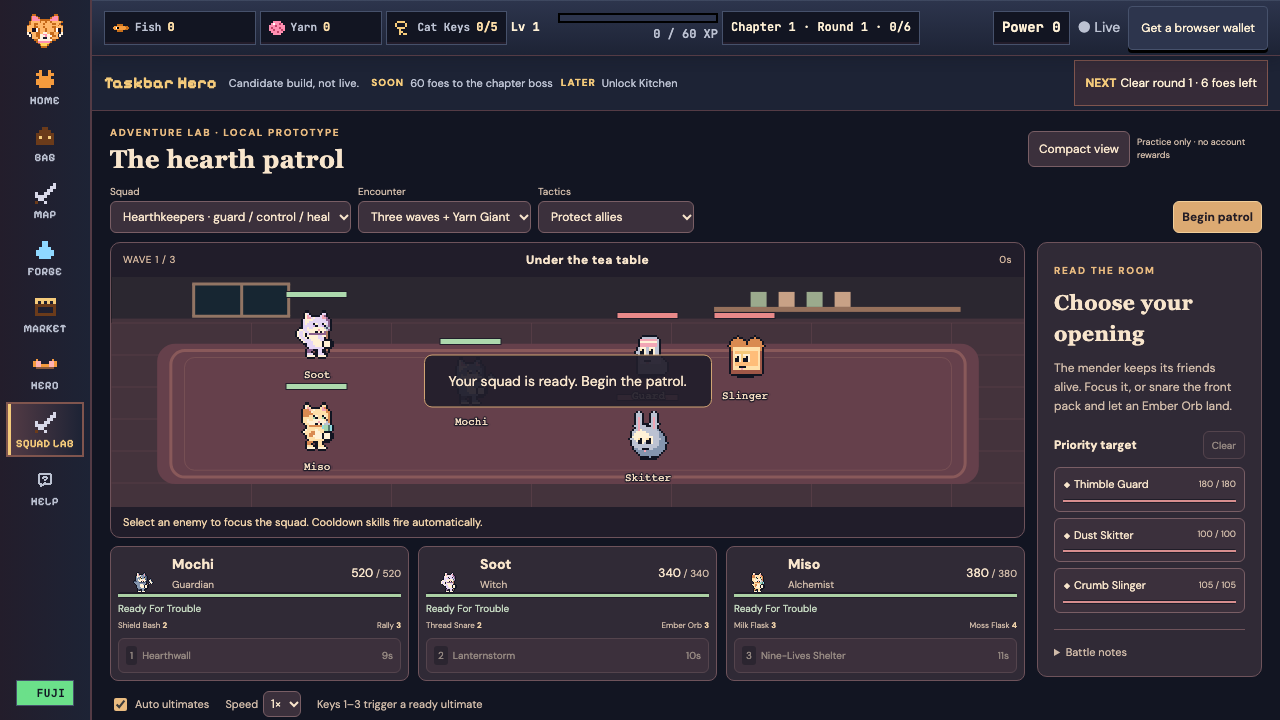 Fish 0
Yarn 0
Cat Keys 0/5
Lv 1
0 / 60 XP
Chapter 1 · Round 1 · 0/6
Power 0
Live
Get a browser wallet
Taskbar Hero
Candidate build, not live.
SOON 60 foes to the chapter boss
LATER Unlock Kitchen
NEXT Clear round 1 · 6 foes left
HOME
BAG
MAP
FORGE
MARKET
HERO
SQUAD LAB
HELP
FUJI
ADVENTURE LAB · LOCAL PROTOTYPE
The hearth patrol
Compact view
Practice only · no account
rewards
Squad
Hearthkeepers · guard / control / heal
Encounter
Three waves + Yarn Giant
Tactics
Protect allies
Begin patrol
WAVE 1 / 3
Under the tea table
0s
Soot
Mochi
Miso
Your squad is ready. Begin the patrol.
Guard
Slinger
Skitter
Select an enemy to focus the squad. Cooldown skills fire automatically.
READ THE ROOM
Choose your
opening
The mender keeps its friends
alive. Focus it, or snare the front
pack and let an Ember Orb land.
Priority target
Clear
Thimble Guard 180 / 180
Dust Skitter 100 / 100
Crumb Slinger 105 / 105
Battle notes
Mochi
Guardian
520 / 520
Ready For Trouble
Shield Bash 2
Rally 3
1 Hearthwall 9s
Soot
Witch
340 / 340
Ready For Trouble
Thread Snare 2
Ember Orb 3
2 Lanternstorm 10s
Miso
Alchemist
380 / 380
Ready For Trouble
Milk Flask 3
Moss Flask 4
3 Nine-Lives Shelter 11s
Auto ultimates
Speed 1×
Keys 1–3 trigger a ready ultimate